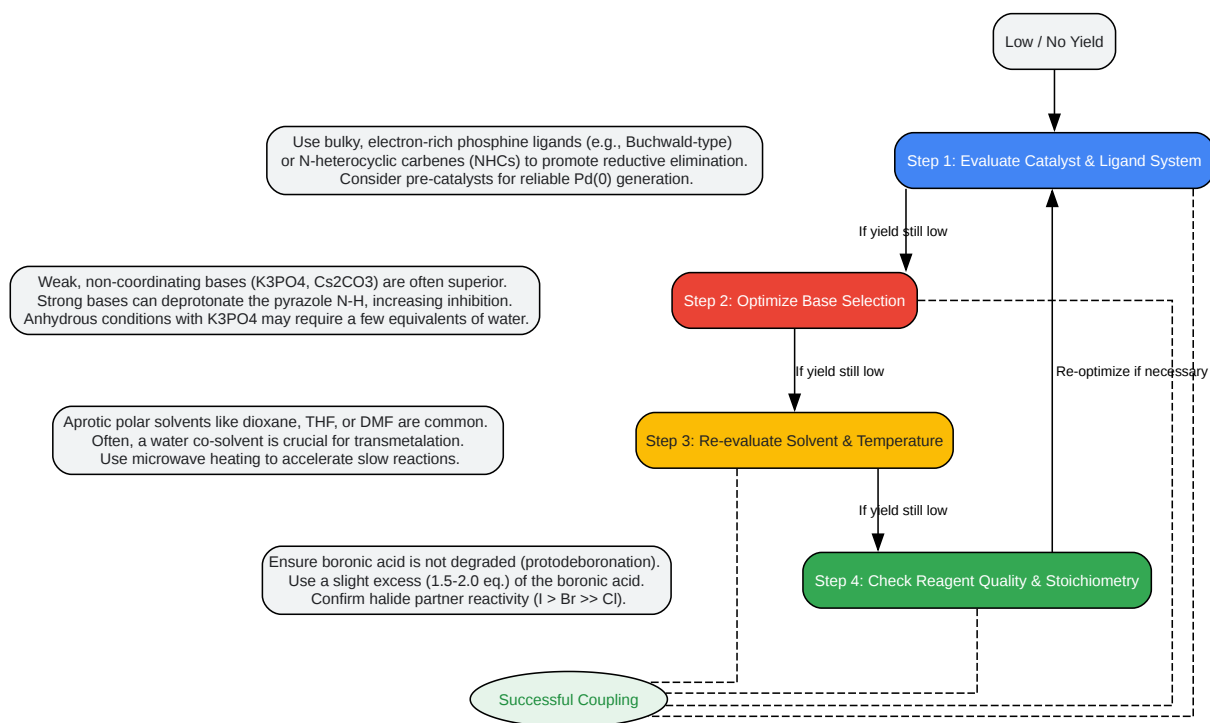 Low / No Yield
Use bulky, electron-rich phosphine ligands (e.g., Buchwald-type)
or N-heterocyclic carbenes (NHCs) to promote reductive elimination.
Consider pre-catalysts for reliable Pd(0) generation.
Step 1: Evaluate Catalyst & Ligand System
If yield still low
Weak, non-coordinating bases (K3PO4, Cs2CO3) are often superior.
Strong bases can deprotonate the pyrazole N-H, increasing inhibition.
Anhydrous conditions with K3PO4 may require a few equivalents of water.
Step 2: Optimize Base Selection
If yield still low
Re-optimize if necessary
Aprotic polar solvents like dioxane, THF, or DMF are common.
Often, a water co-solvent is crucial for transmetalation.
Use microwave heating to accelerate slow reactions.
Step 3: Re-evaluate Solvent & Temperature
If yield still low
Ensure boronic acid is not degraded (protodeboronation).
Use a slight excess (1.5-2.0 eq.) of the boronic acid.
Confirm halide partner reactivity (I > Br >> Cl).
Step 4: Check Reagent Quality & Stoichiometry
Successful Coupling